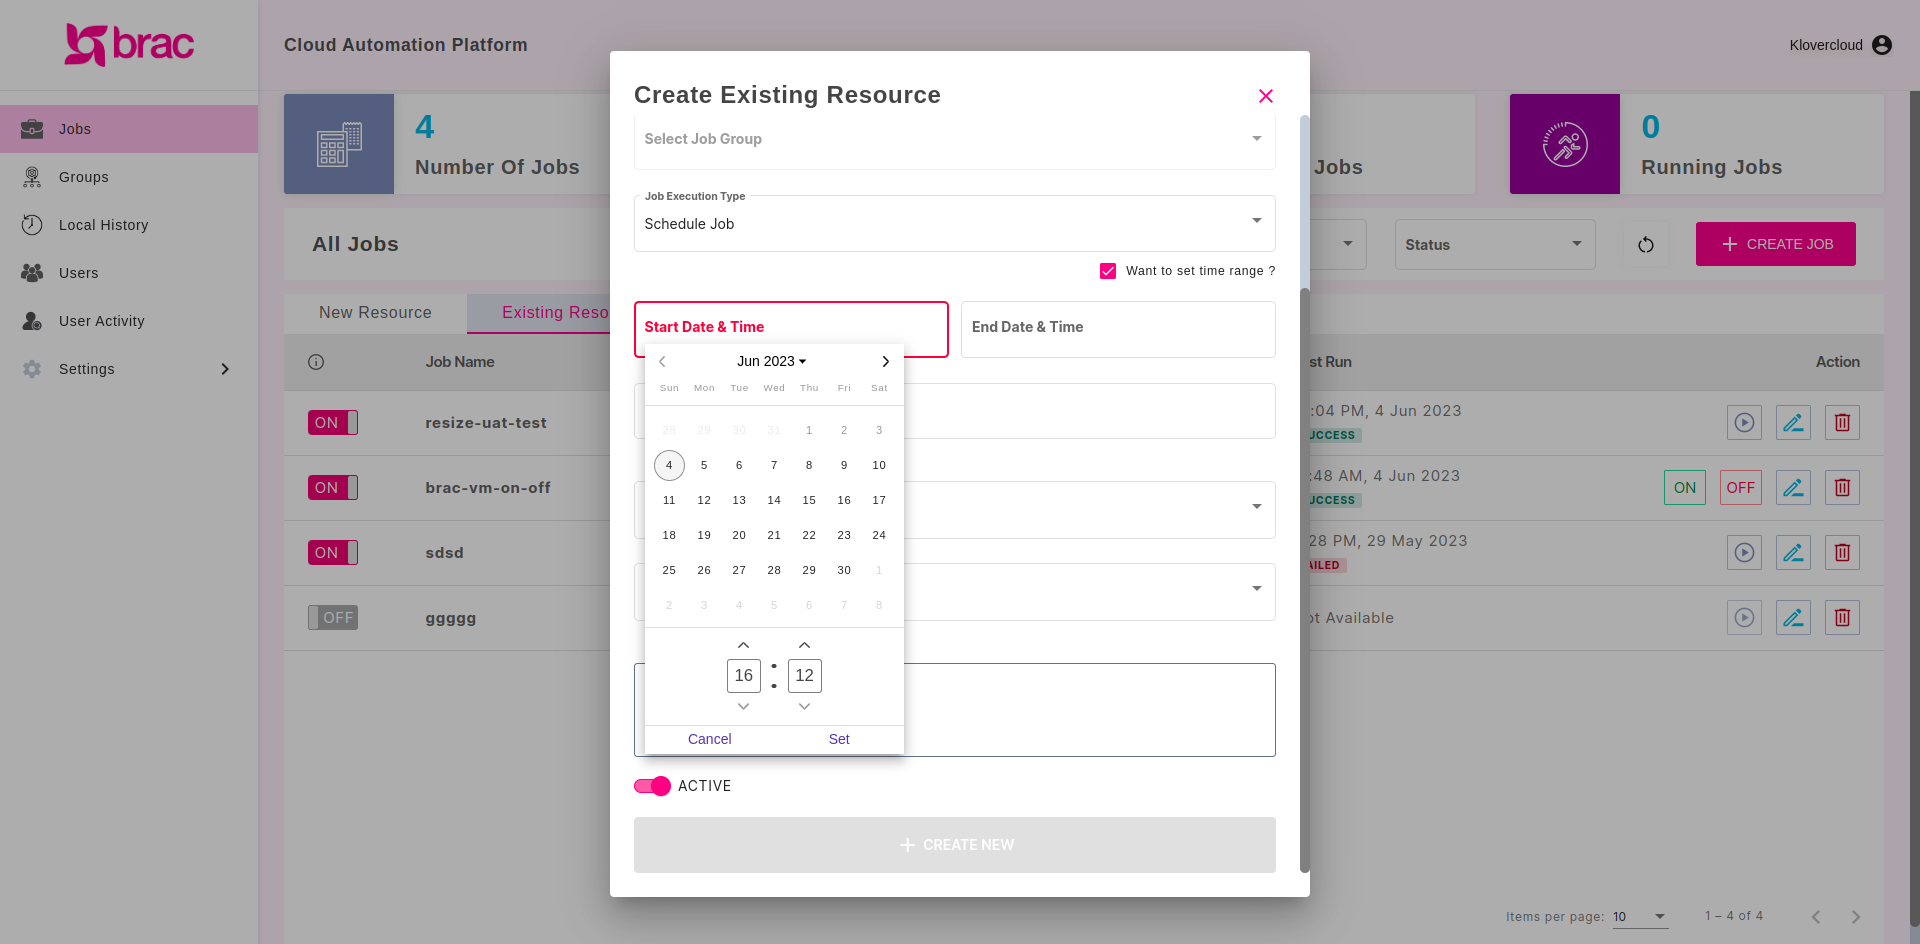 brac
Cloud Automation Platform
Klovercloud
Jobs
Groups
Local History
Users
User Activity
Settings
4
Number Of Jobs
Jobs
0
Running Jobs
All Jobs
Status
CREATE JOB
New Resource
Existing Reso
Job Name
st Run
Action
ON
resize-uat-test
:04 PM, 4 Jun 2023
UCCESS
ON
brac-vm-on-off
:48 AM, 4 Jun 2023
UCCESS
ON
OFF
ON
sdsd
28 PM, 29 May 2023
AILED
OFF
ggggg
ot Available
Items per page: 10
1 – 4 of 4
Create Existing Resource
Select Job Group
Job Execution Type
Schedule Job
Want to set time range ?
Start Date & Time
End Date & Time
Jun 2023
Sun Mon Tue Wed Thu Fri Sat
28 29 30 31 1 2 3
4 5 6 7 8 9 10
11 12 13 14 15 16 17
18 19 20 21 22 23 24
25 26 27 28 29 30 1
2 3 4 5 6 7 8
16 : 12
Cancel
Set
ACTIVE
CREATE NEW